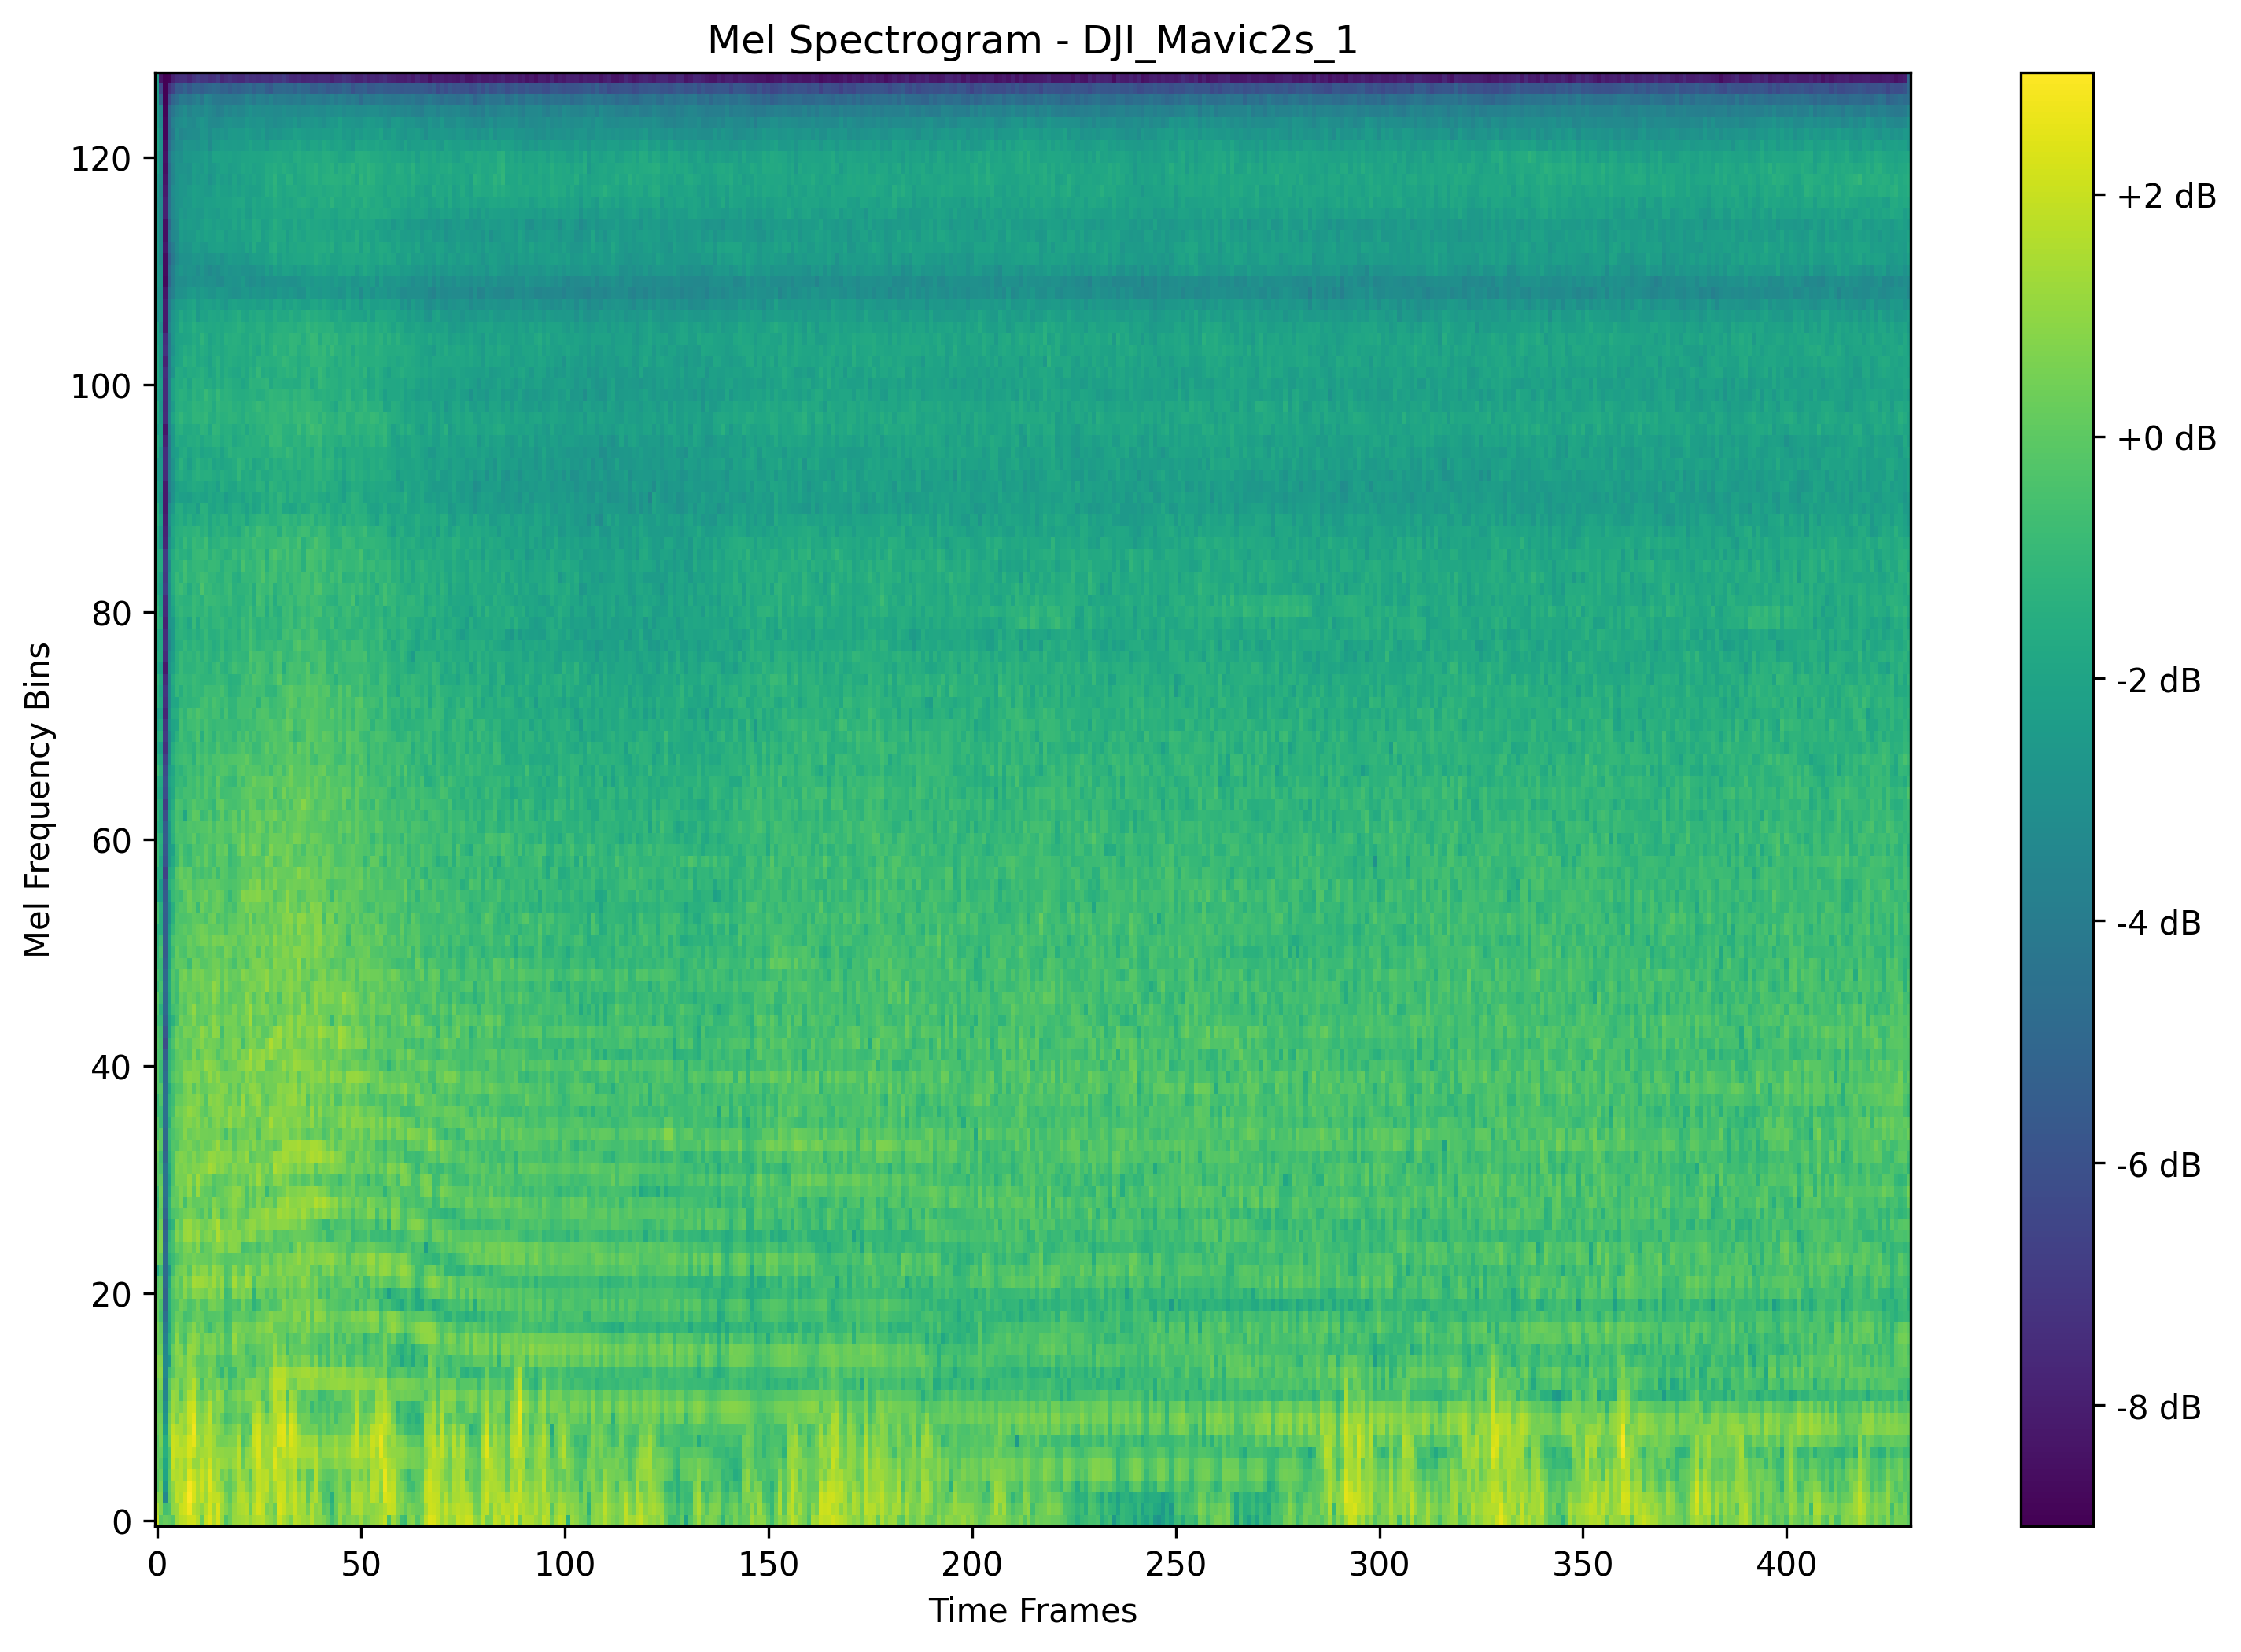 Mel Spectrogram - DJI_Mavic2s_1
120
100
80
60
40
20
0
Mel Frequency Bins
0 50 100 150 200 250 300 350 400
Time Frames
+2 dB
+0 dB
-2 dB
-4 dB
-6 dB
-8 dB